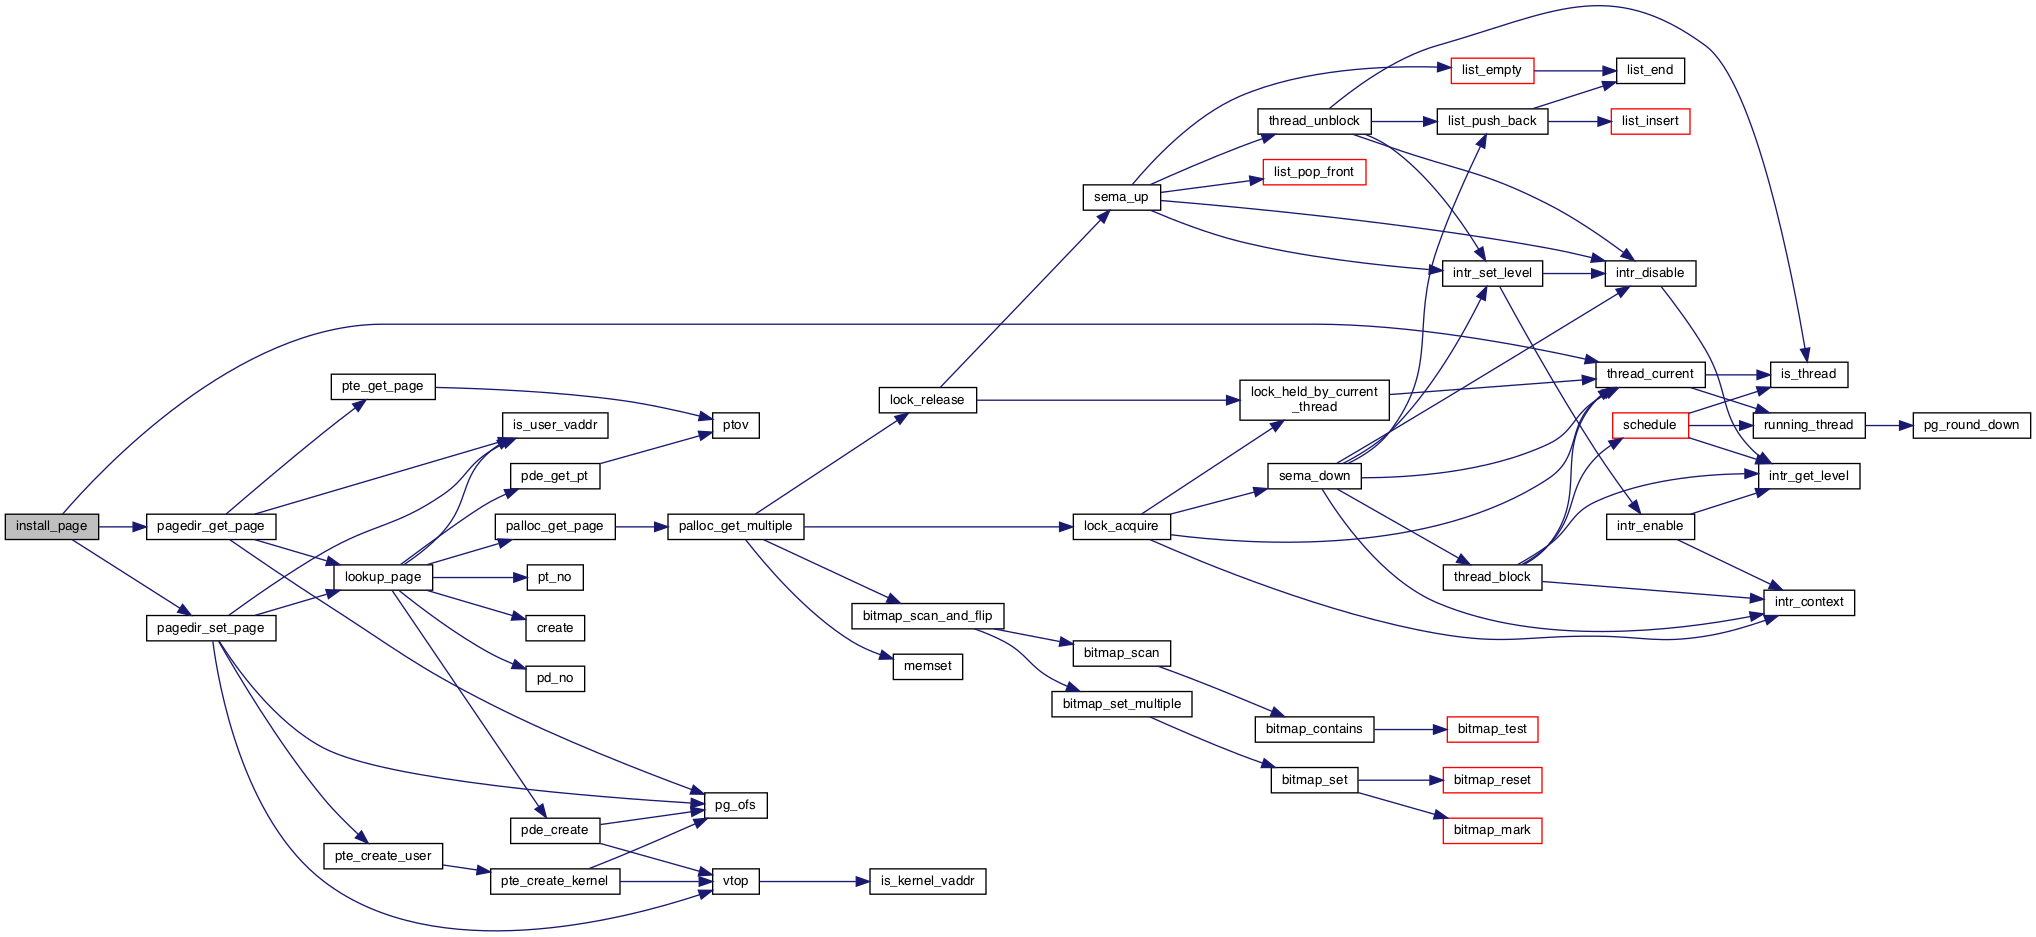 install_page
pagedir_get_page
pagedir_set_page
pte_get_page
lookup_page
pte_create_user
is_user_vaddr
pde_get_pt
palloc_get_page
pt_no
create
pd_no
pde_create
pte_create_kernel
ptov
palloc_get_multiple
pg_ofs
vtop
lock_release
bitmap_scan_and_flip
memset
is_kernel_vaddr
sema_up
lock_acquire
bitmap_scan
bitmap_set_multiple
thread_unblock
list_pop_front
lock_held_by_current
_thread
sema_down
bitmap_contains
bitmap_set
list_empty
list_push_back
intr_set_level
thread_block
bitmap_test
bitmap_reset
bitmap_mark
list_end
list_insert
intr_disable
thread_current
schedule
intr_enable
is_thread
running_thread
intr_get_level
intr_context
pg_round_down